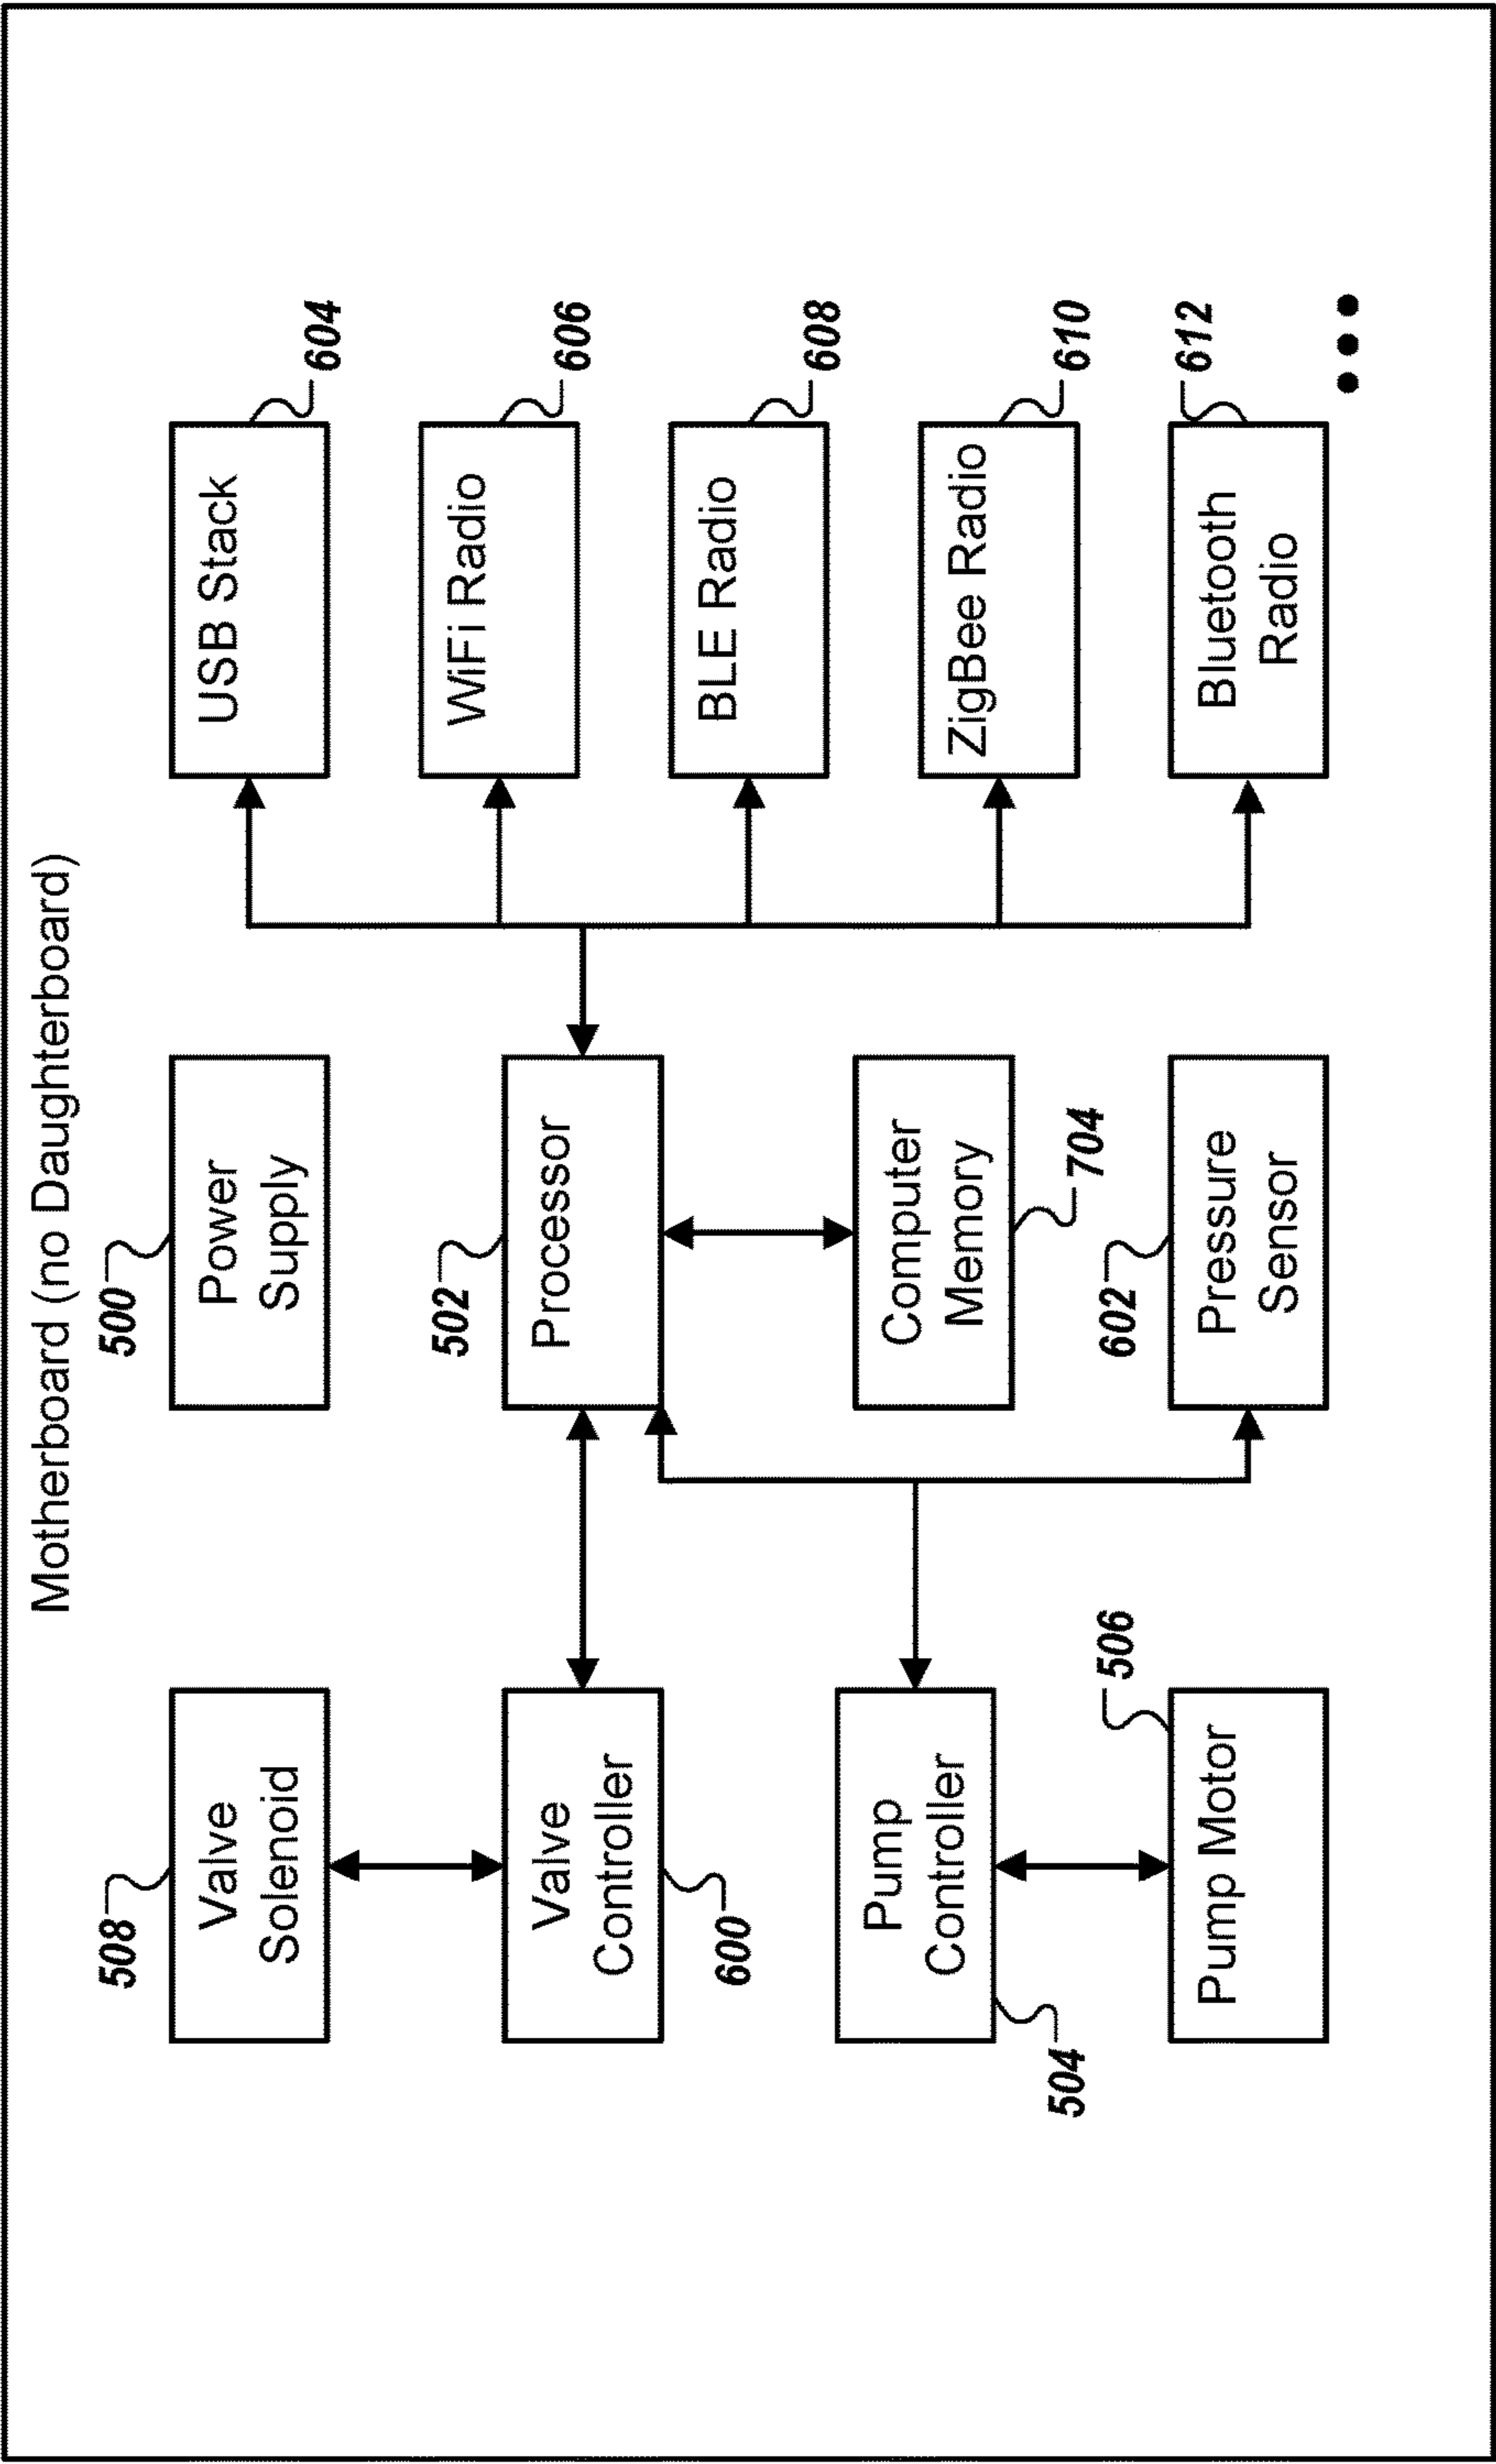 Motherboard (no Daughterboard)
508
Valve
Solenoid
500
Power
Supply
USB Stack
604
Valve
Controller
600
502
Processor
WiFi Radio
606
BLE Radio
608
Pump
Controller
504
Computer
Memory
704
ZigBee Radio
610
506
Pump Motor
602
Pressure
Sensor
Bluetooth
Radio
612